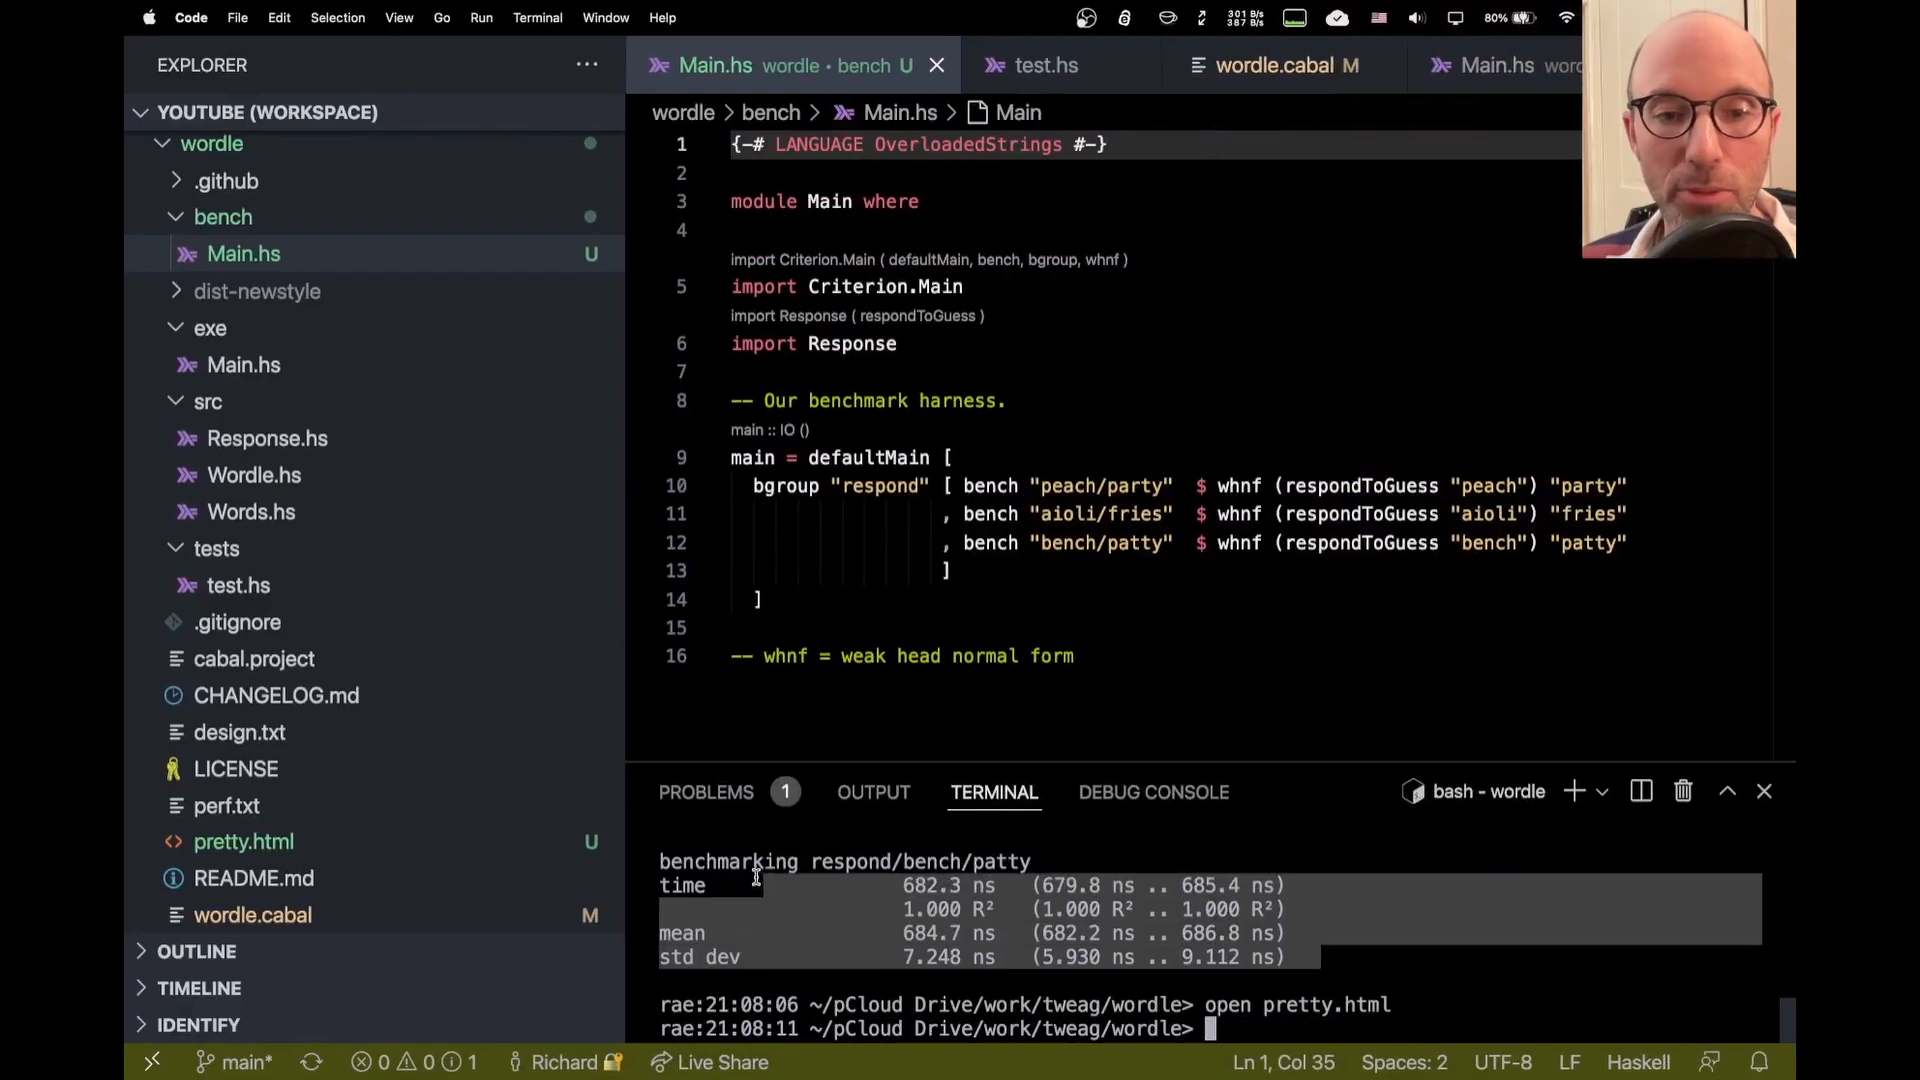 Code File Edit Selection View Go Run Terminal Window Help
301 B/s
387 B/s
80%
EXPLORER
YOUTUBE (WORKSPACE)
wordle
.github
bench
Main.hs U
dist-newstyle
exe
Main.hs
src
Response.hs
Wordle.hs
Words.hs
tests
test.hs
.gitignore
cabal.project
CHANGELOG.md
design.txt
LICENSE
perf.txt
pretty.html U
README.md
wordle.cabal M
OUTLINE
TIMELINE
IDENTIFY
Main.hs wordle • bench U test.hs wordle.cabal M Main.hs
wordle > bench > Main.hs > Main
1 {-# LANGUAGE OverloadedStrings #-}
2
3 module Main where
4
import Criterion.Main ( defaultMain, bench, bgroup, whnf )
5 import Criterion.Main
import Response ( respondToGuess )
6 import Response
7
8 -- Our benchmark harness.
main :: IO ()
9 main = defaultMain [
10 bgroup "respond" [ bench "peach/party" $ whnf (respondToGuess "peach") "party"
11 , bench "aioli/fries" $ whnf (respondToGuess "aioli") "fries"
12 , bench "bench/patty" $ whnf (respondToGuess "bench") "patty"
13 ]
14 ]
15
16 -- whnf = weak head normal form
PROBLEMS 1 OUTPUT TERMINAL DEBUG CONSOLE bash - wordle
benchmarking respond/bench/patty
time 682.3 ns (679.8 ns .. 685.4 ns)
1.000 R² (1.000 R² .. 1.000 R²)
mean 684.7 ns (682.2 ns .. 686.8 ns)
std dev 7.248 ns (5.930 ns .. 9.112 ns)
rae:21:08:06 ~/pCloud Drive/work/tweag/wordle> open pretty.html
rae:21:08:11 ~/pCloud Drive/work/tweag/wordle>
main* 0 0 1 Richard Live Share Ln 1, Col 35 Spaces: 2 UTF-8 LF Haskell